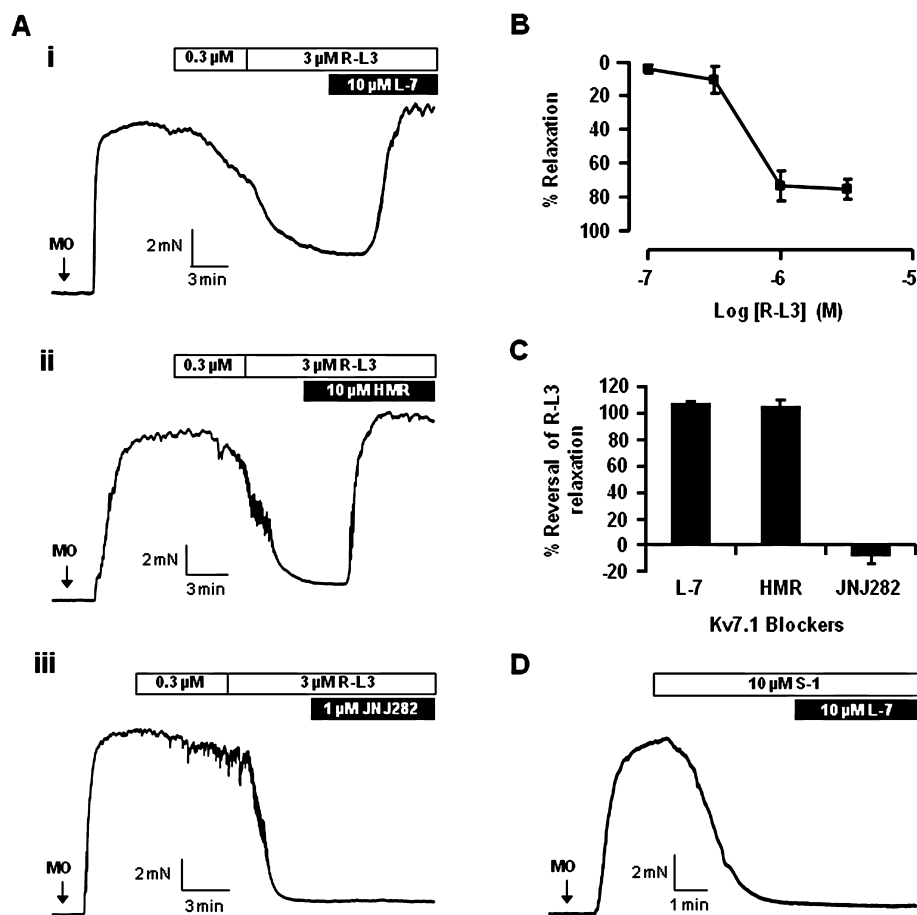 A
i
0.3 µM
3 µM R-L3
10 µM L-7
MO
2 mN
3 min
ii
0.3 µM
3 µM R-L3
10 µM HMR
MO
2 mN
3 min
iii
0.3 µM
3 µM R-L3
1 µM JNJ282
MO
2 mN
3 min
B
0
20
40
60
80
100
% Relaxation
-7
-6
-5
Log [R-L3] (M)
C
120
100
80
60
40
20
0
-20
% Reversal of R-L3
relaxation
L-7
HMR
JNJ282
Kv7.1 Blockers
D
10 µM S-1
10 µM L-7
MO
2 mN
1 min